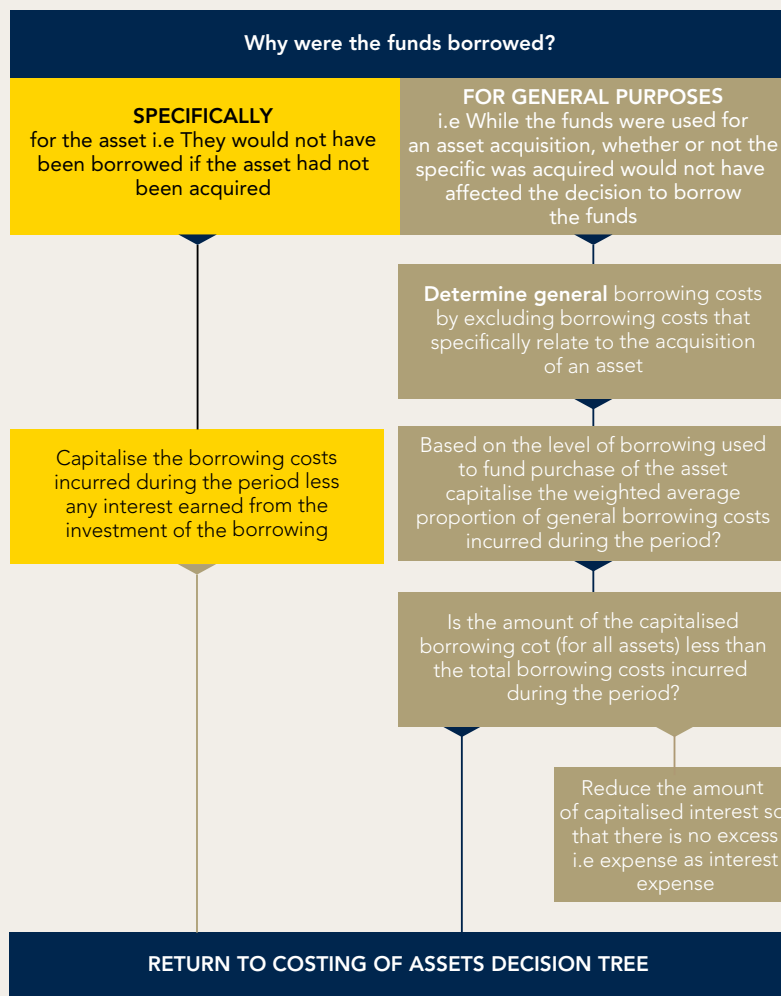 Why were the funds borrowed?
SPECIFICALLY
for the asset i.e They would not have
been borrowed if the asset had not
been acquired
FOR GENERAL PURPOSES
i.e While the funds were used for
an asset acquisition, whether or not the
specific was acquired would not have
affected the decision to borrow
the funds
Determine general borrowing costs
by excluding borrowing costs that
specifically relate to the acquisition
of an asset
Capitalise the borrowing costs
incurred during the period less
any interest earned from the
investment of the borrowing
Based on the level of borrowing used
to fund purchase of the asset
capitalise the weighted average
proportion of general borrowing costs
incurred during the period?
Is the amount of the capitalised
borrowing cot (for all assets) less than
the total borrowing costs incurred
during the period?
Reduce the amount
of capitalised interest so
that there is no excess
i.e expense as interest
expense
RETURN TO COSTING OF ASSETS DECISION TREE